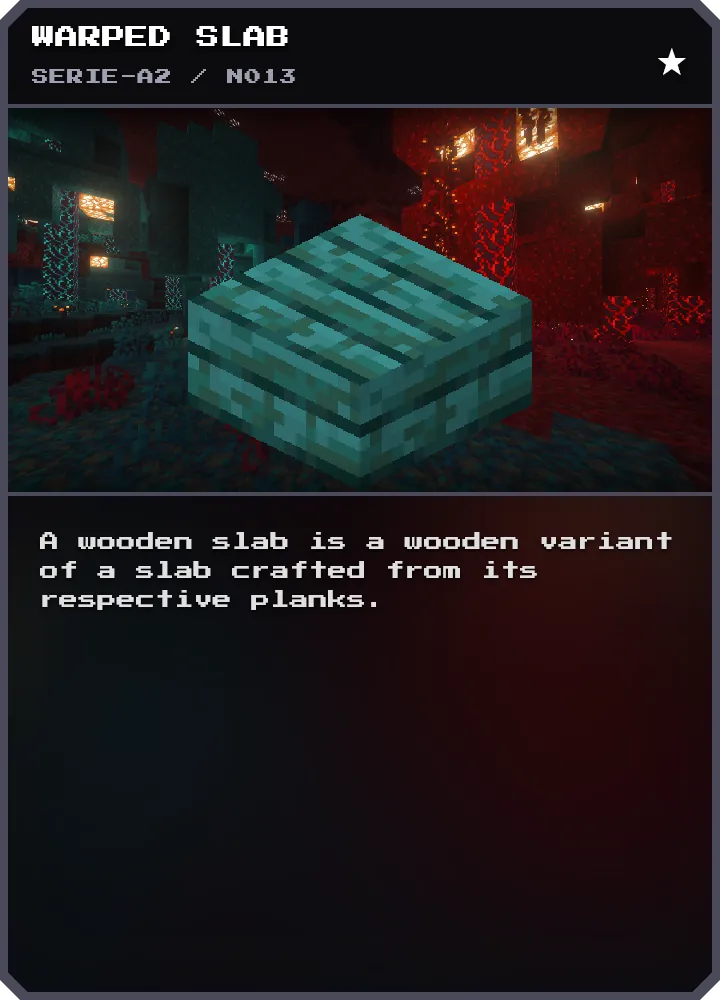 WARPED SLAB
SERIE-A2 / NO13
A wooden slab is a wooden variant
of a slab crafted from its
respective planks.